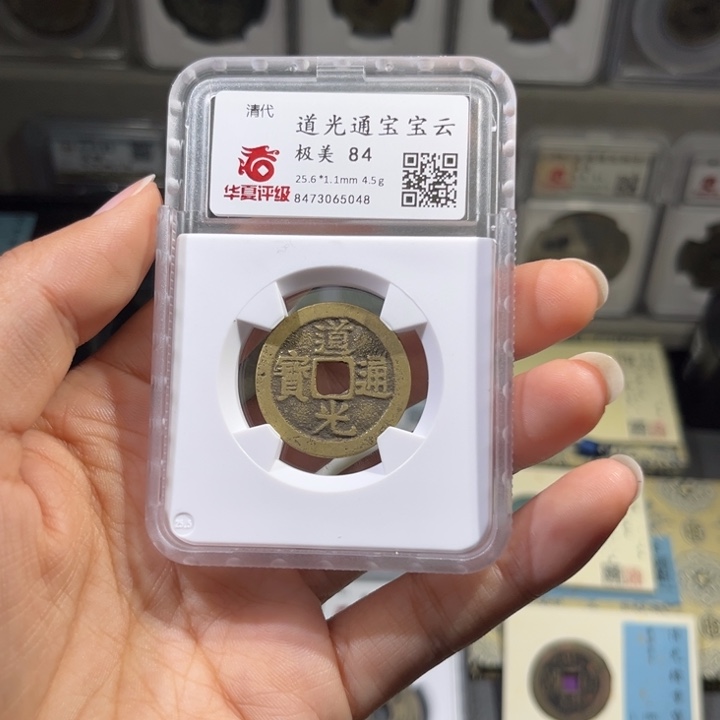 清代
道光通宝宝云
极美 84
25.6*1.1mm 4.5g
华夏评级 8473065048
道
寶 通
光